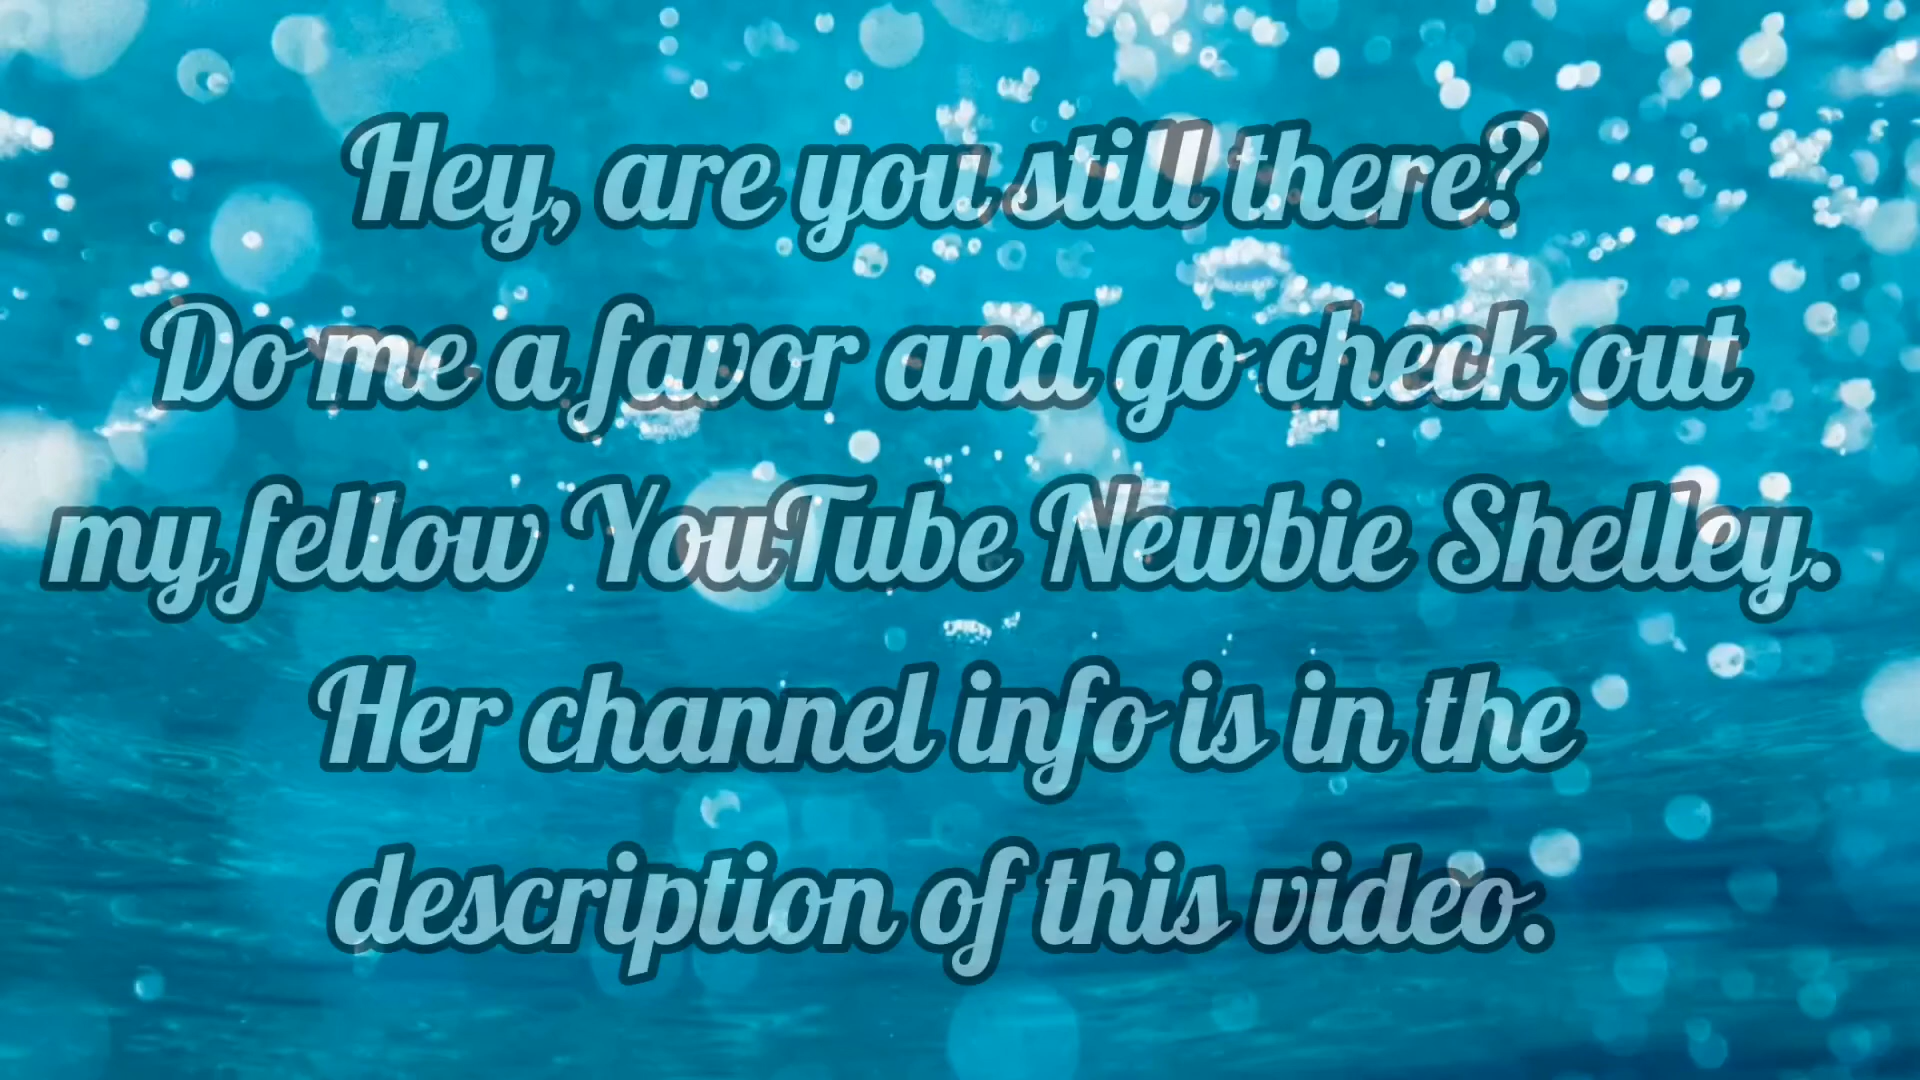 Hey, are you still there?
Do me a favor and go check out
my fellow YouTube Newbie Shelley.
Her channel info is in the
description of this video.